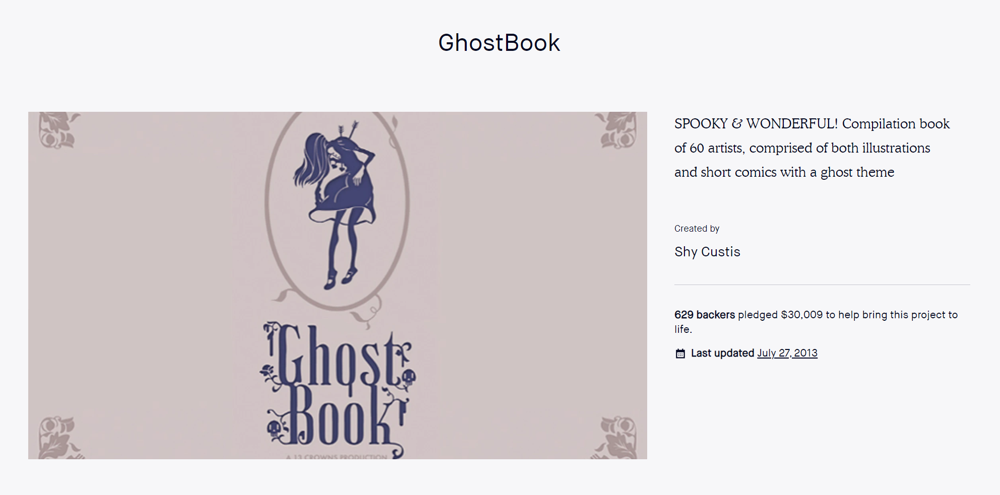 GhostBook
Ghost
Book
A 13 CROWNS PRODUCTION
SPOOKY & WONDERFUL! Compilation book
of 60 artists, comprised of both illustrations
and short comics with a ghost theme
Created by
Shy Custis
629 backers pledged $30,009 to help bring this project to
life.
Last updated July 27, 2013